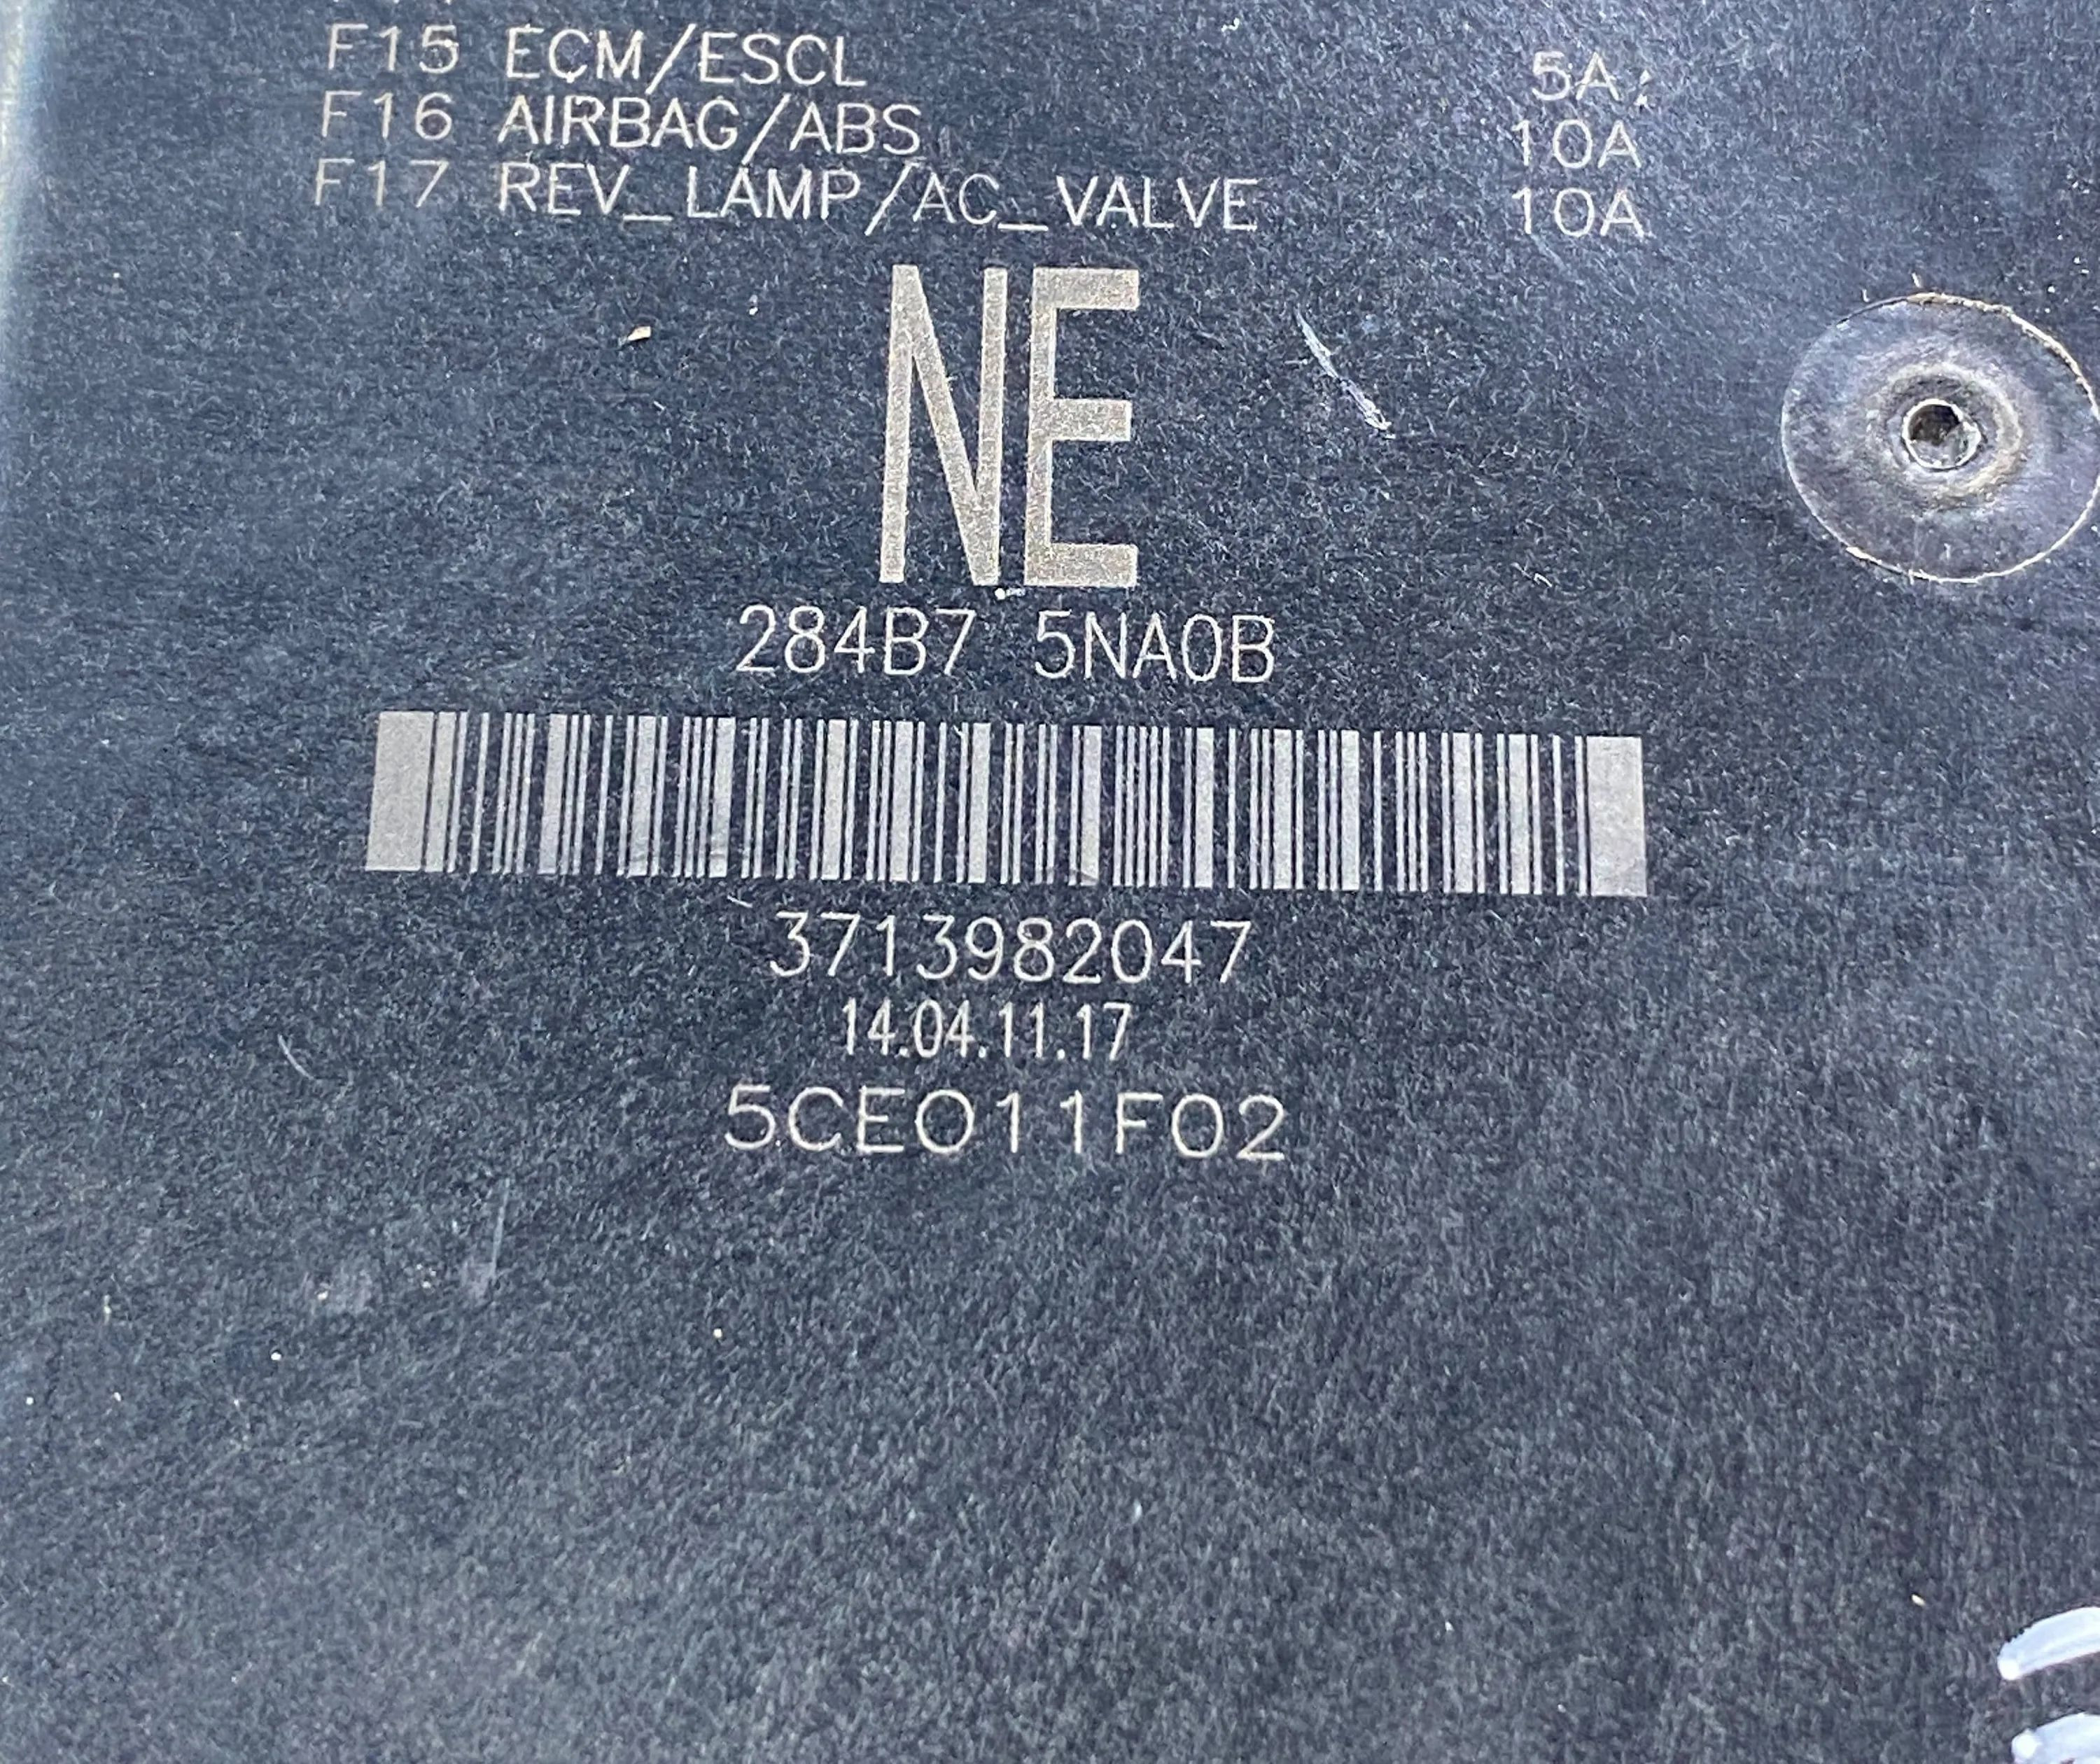 F15 ECM/ESCL 5A
F16 AIRBAG/ABS 10A
F17 REV_LAMP/AC_VALVE 10A
NE
284B7 5NA0B
3713982047
14.04.11.17
5CE011F02